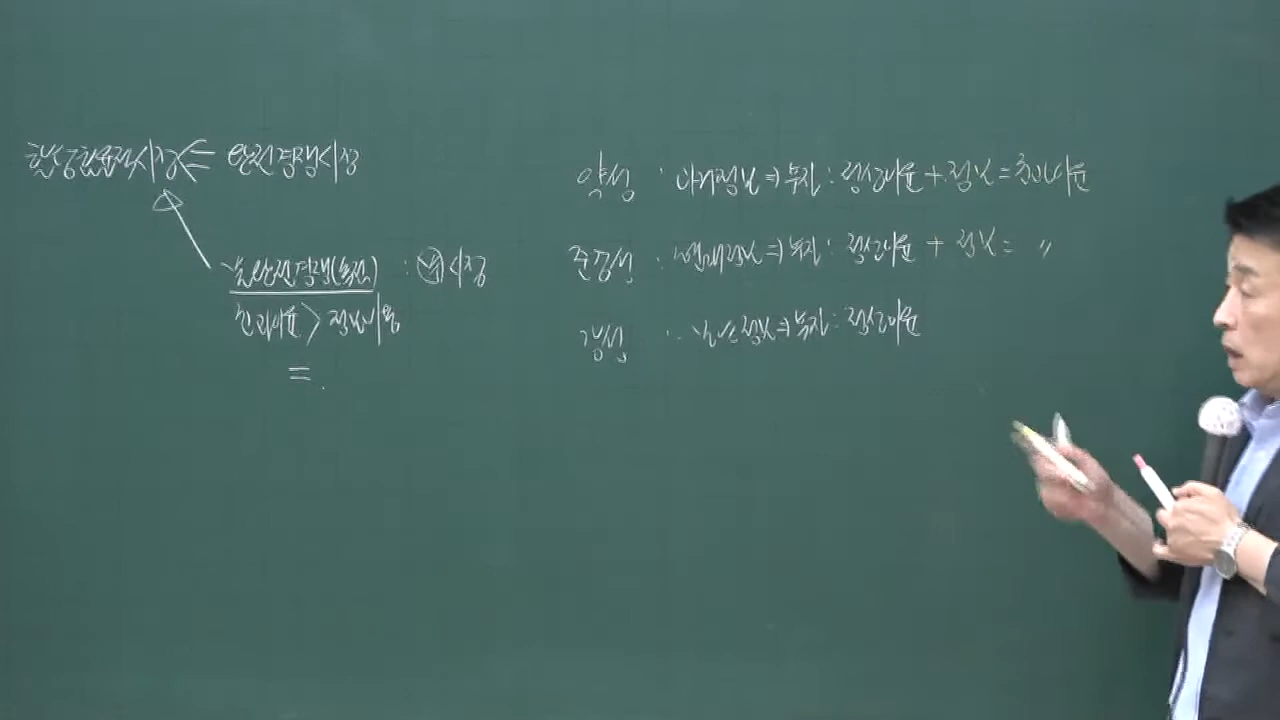 할당효율적시장 ⇐ 완전경쟁시장
불완전경쟁(독점) : 시장
초과이윤 > 정보비용
=
약성 : 과거정보 ⇒ 투자 : 정상이윤 + 정보 = 초과이윤
준강성 : 현재정보 ⇒ 투자 : 정상이윤 + 정보 = 〃
강성 : 정보 ⇒ 투자 : 정상이윤